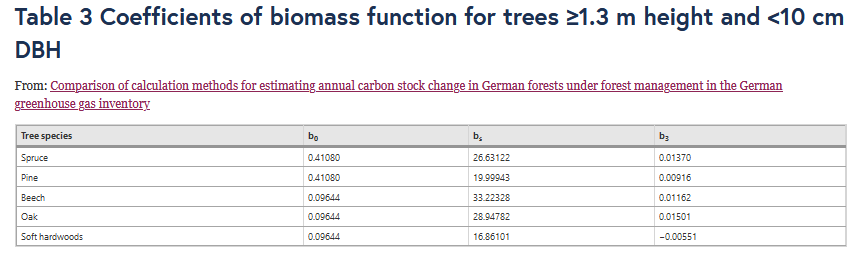 Table 3 Coefficients of biomass function for trees ≥1.3 m height and <10 cm
DBH
From: Comparison of calculation methods for estimating annual carbon stock change in German forests under forest management in the German
greenhouse gas inventory
Tree species b₀ bₛ b₃
Spruce 0.41080 26.63122 0.01370
Pine 0.41080 19.99943 0.00916
Beech 0.09644 33.22328 0.01162
Oak 0.09644 28.94782 0.01501
Soft hardwoods 0.09644 16.86101 −0.00551